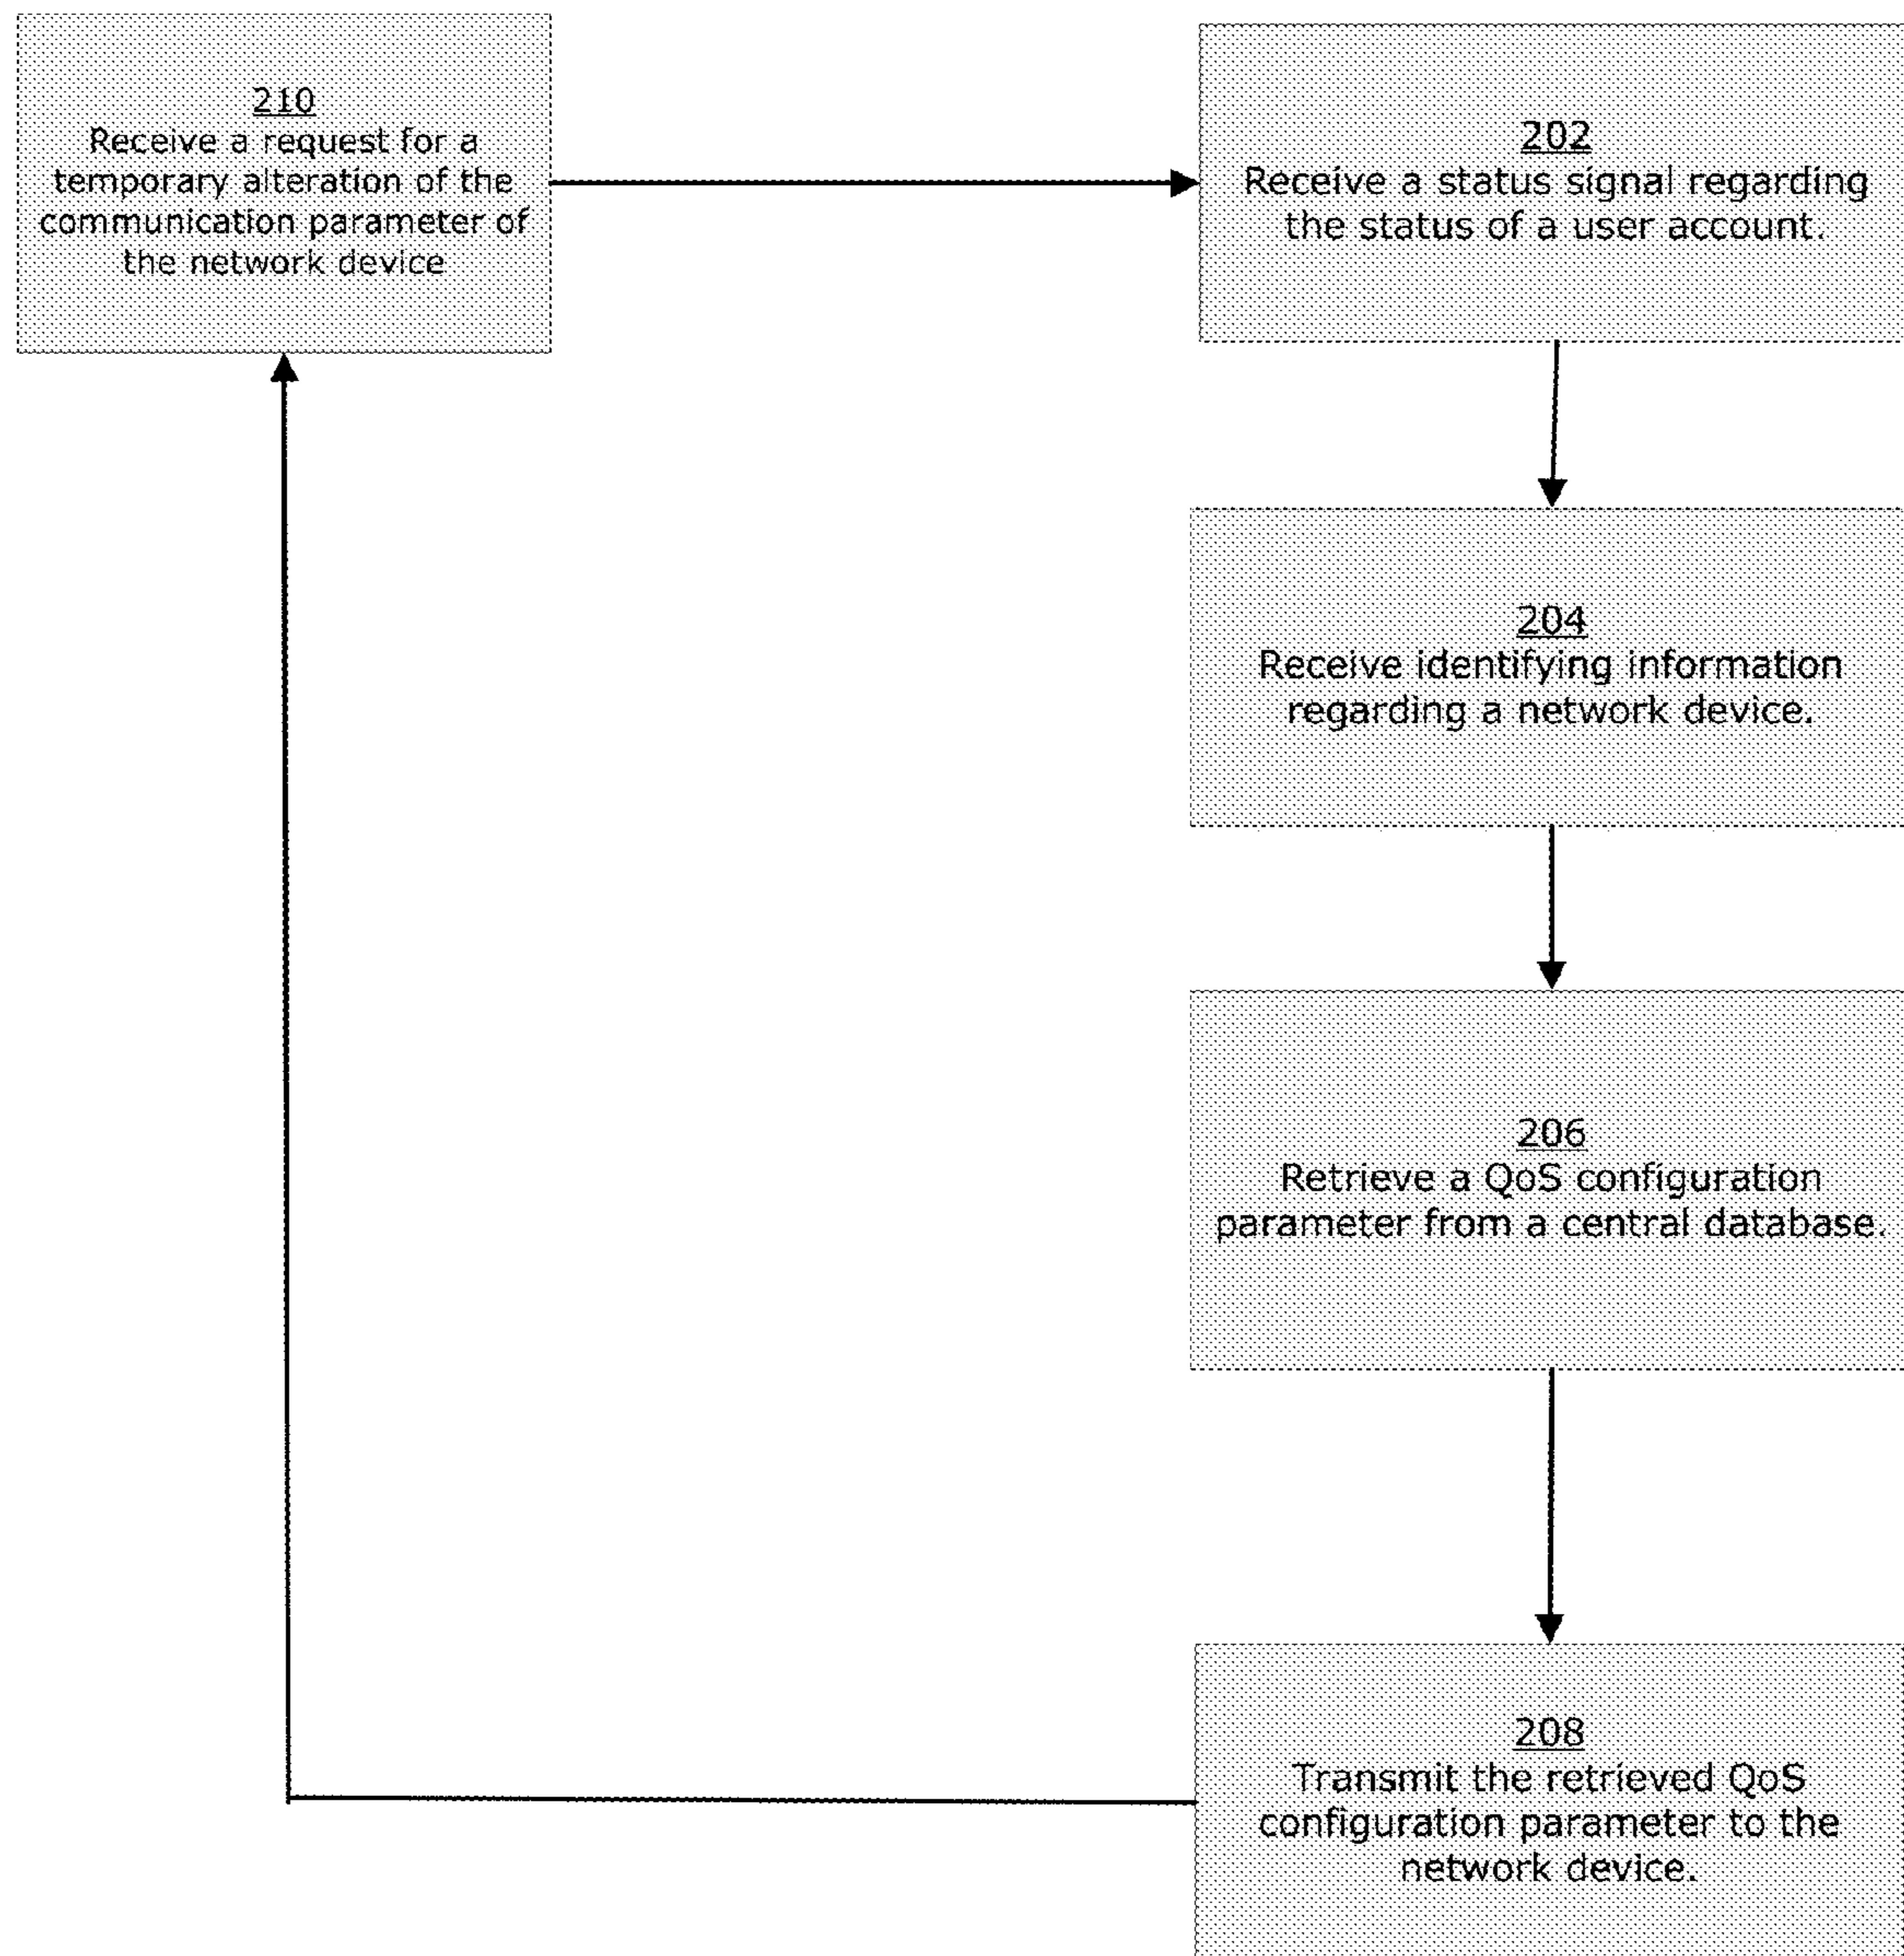 210
Receive a request for a
temporary alteration of the
communication parameter of
the network device
202
Receive a status signal regarding
the status of a user account.
204
Receive identifying information
regarding a network device.
206
Retrieve a QoS configuration
parameter from a central database.
208
Transmit the retrieved QoS
configuration parameter to the
network device.